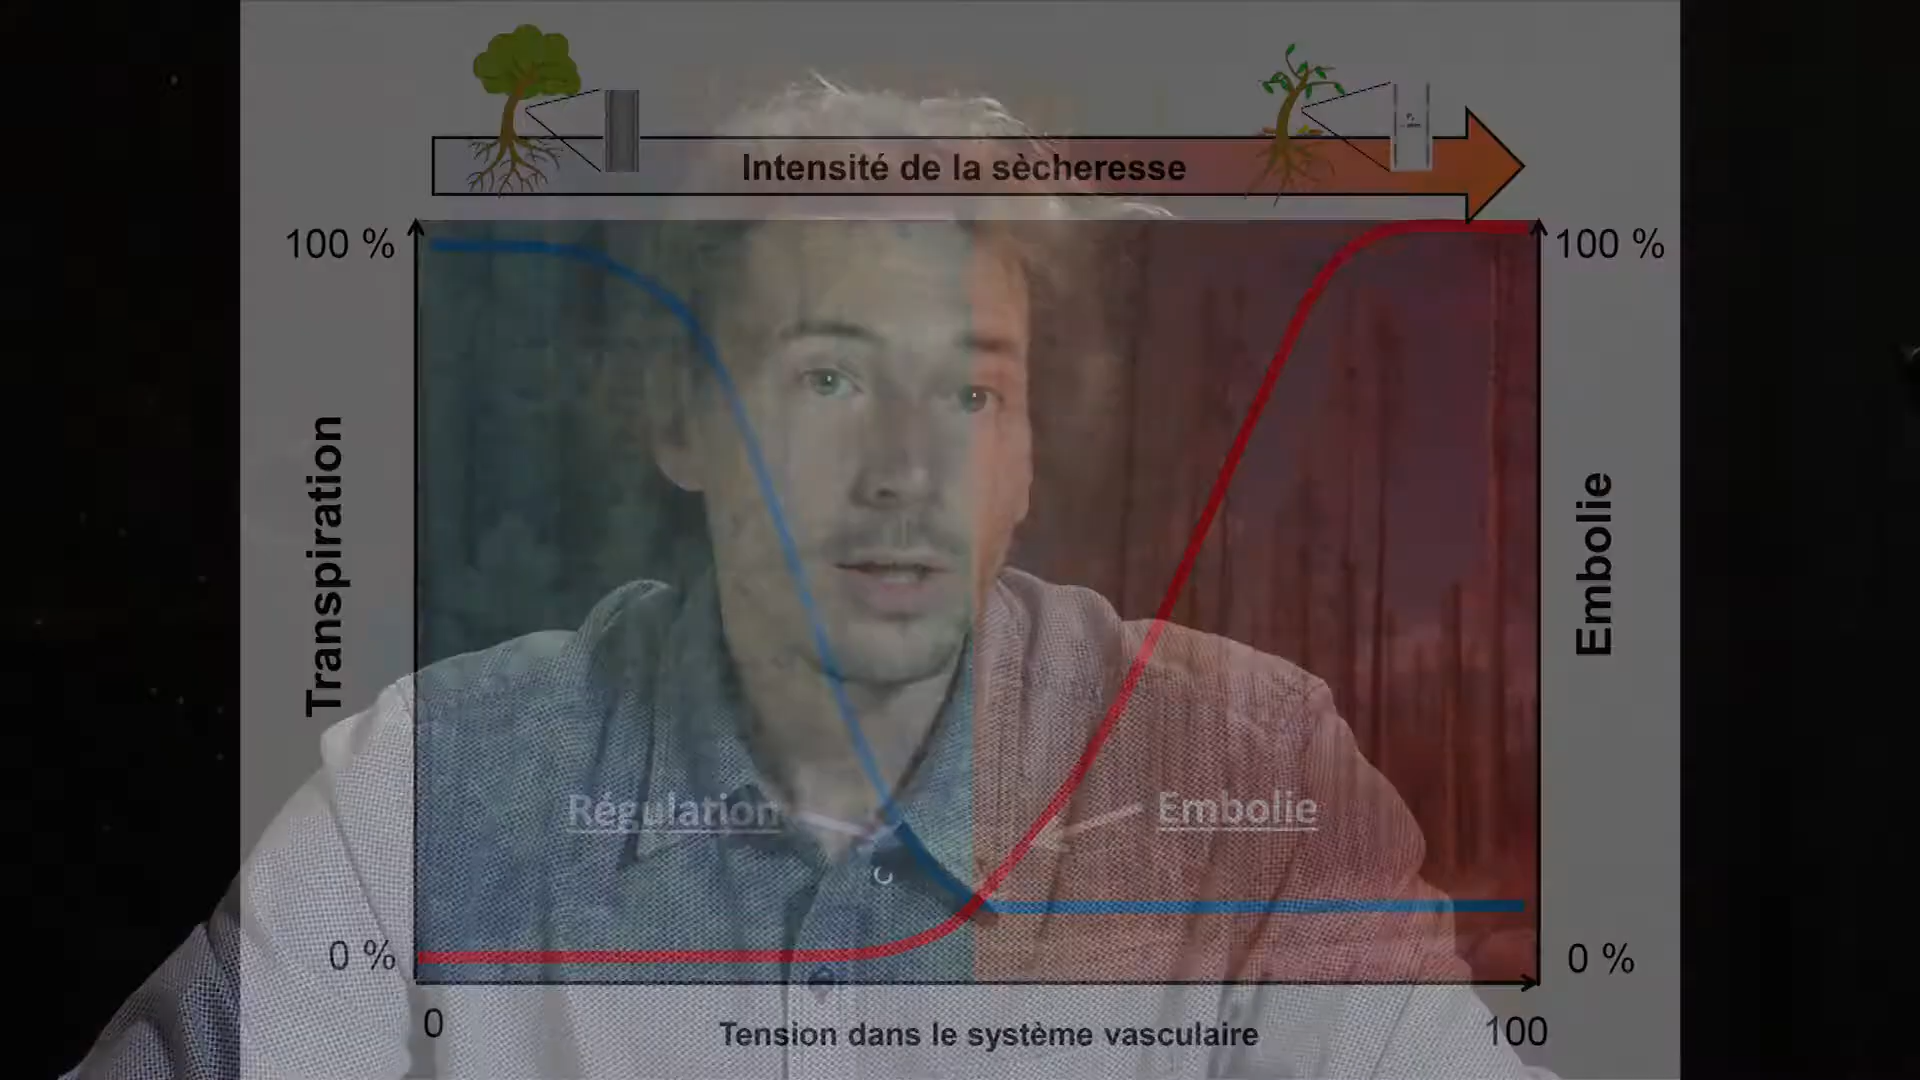 Intensité de la sècheresse
100 %
100 %
Transpiration
Embolie
Régulation
Embolie
0 %
0 %
0
Tension dans le système vasculaire
100